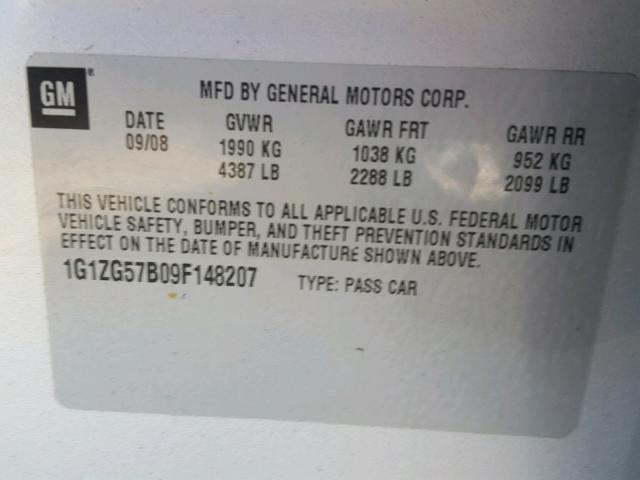 GM®
MFD BY GENERAL MOTORS CORP.
DATE GVWR GAWR FRT GAWR RR
09/08 1990 KG 1038 KG 952 KG
4387 LB 2288 LB 2099 LB
THIS VEHICLE CONFORMS TO ALL APPLICABLE U.S. FEDERAL MOTOR
VEHICLE SAFETY, BUMPER, AND THEFT PREVENTION STANDARDS IN
EFFECT ON THE DATE OF MANUFACTURE SHOWN ABOVE.
1G1ZG57B09F148207 TYPE: PASS CAR